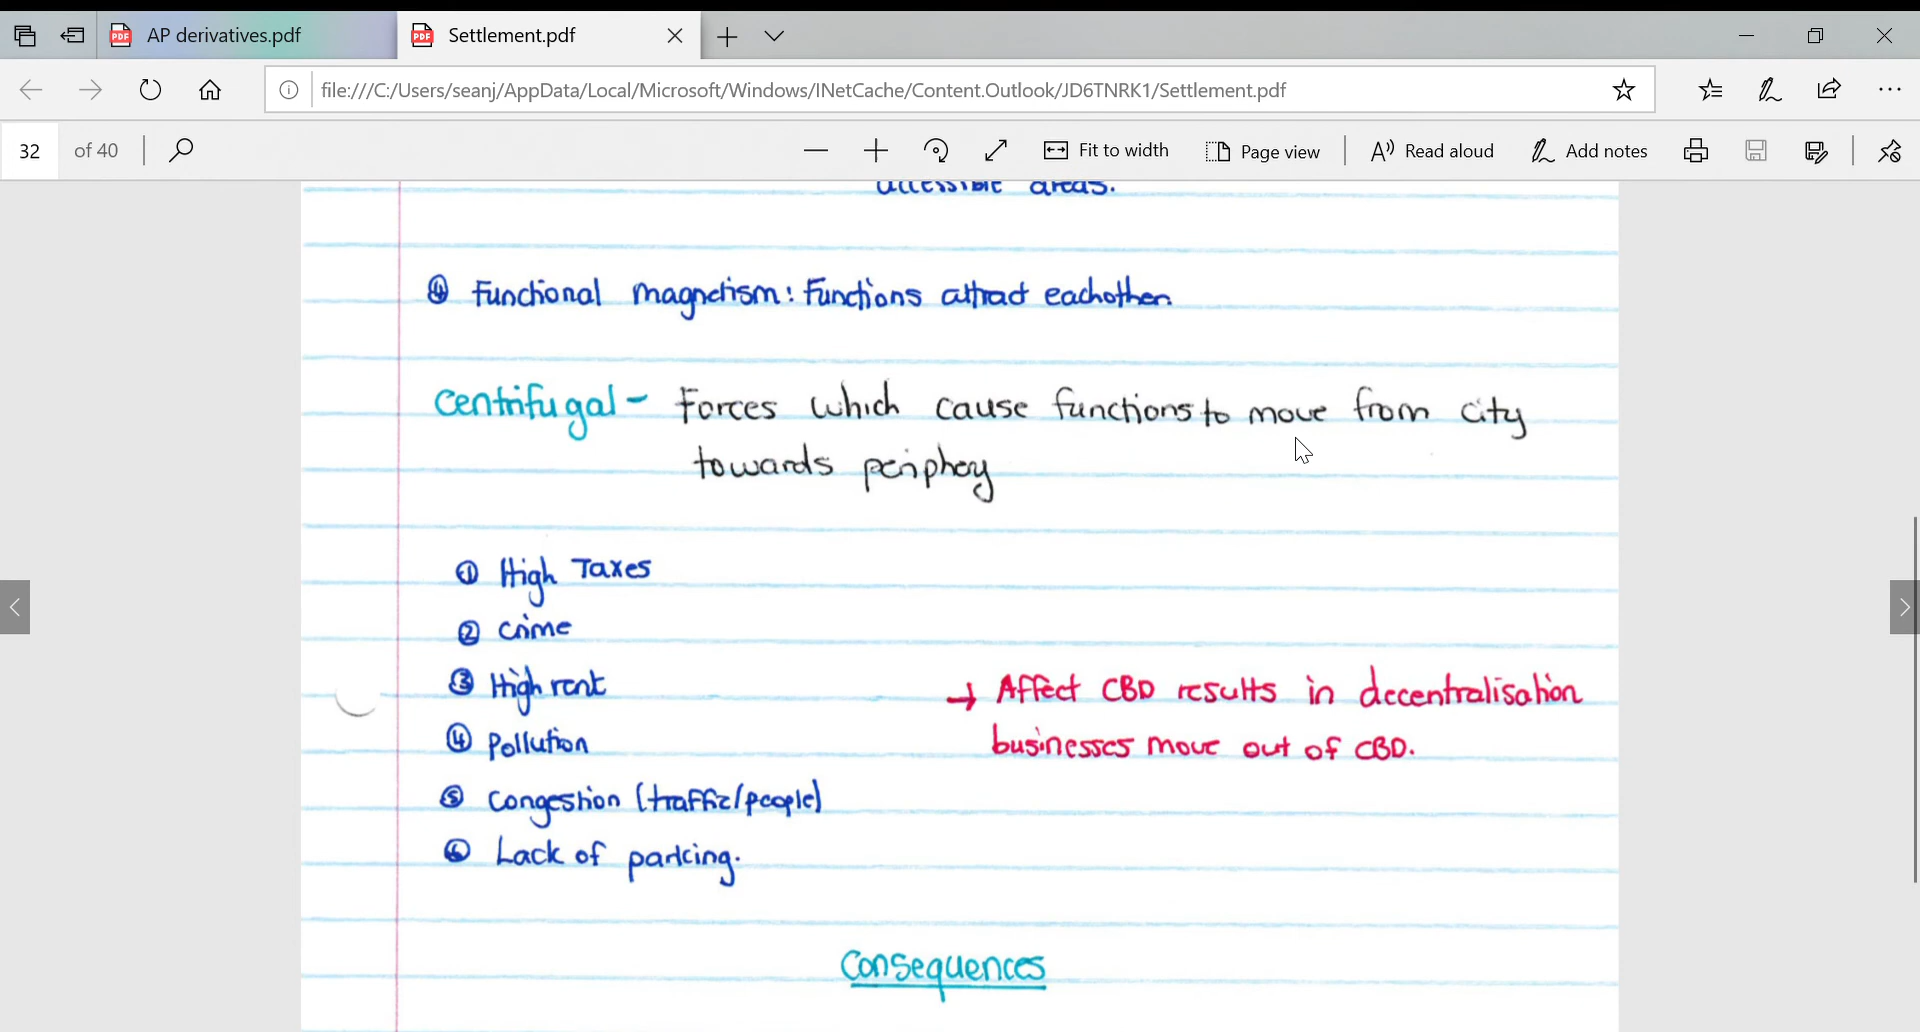 AP derivatives.pdf
Settlement.pdf
file:///C:/Users/seanj/AppData/Local/Microsoft/Windows/INetCache/Content.Outlook/JD6TNRK1/Settlement.pdf
32 of 40
Fit to width
Page view
Read aloud
Add notes
accessible areas.
④ Functional magnetism: Functions attract eachother.
Centrifugal - Forces which cause functions to move from city
towards periphey
① High Taxes
② Crime
③ High rent
→ Affect CBD results in decentralisation
④ Pollution
businesses move out of CBD.
⑤ Congestion (traffic/people)
⑥ Lack of parking.
Consequences